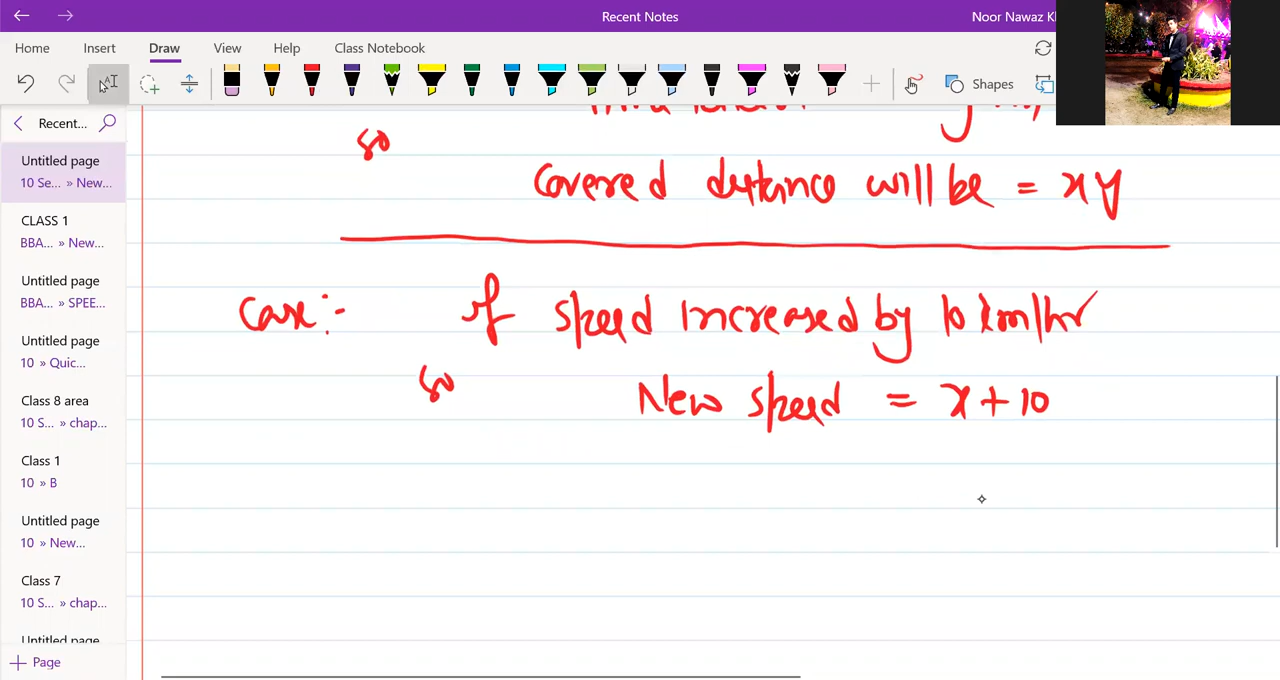 Recent Notes
Noor Nawaz Kh
Home Insert Draw View Help Class Notebook
Shapes
Recent...
Untitled page
10 Se... » New...
CLASS 1
BBA... » New...
Untitled page
BBA... » SPEE...
Untitled page
10 » Quic...
Class 8 area
10 S... » chap...
Class 1
10 » B
Untitled page
10 » New...
Class 7
10 S... » chap...
Untitled page
Page
so
Covered distance will be = xy
Case:- if speed increased by 10 km/hr
so New speed = x + 10